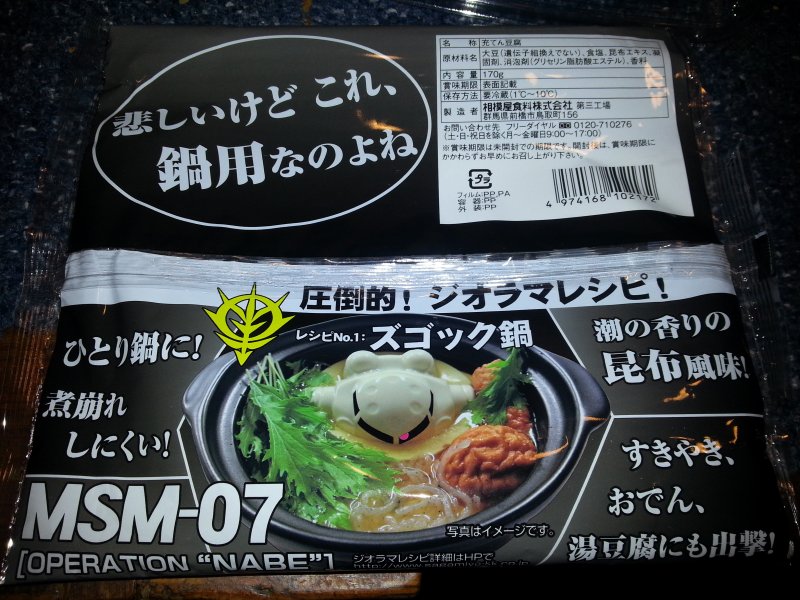 悲しいけど これ、
鍋用なのよね
名 称 充てん豆腐
原材料名 大豆（遺伝子組換えでない）、食塩、昆布エキス、凝固剤、消泡剤（グリセリン脂肪酸エステル）、香料
内 容 量 170g
賞味期限 表面記載
保存方法 要冷蔵（1℃〜10℃）
製 造 者 相模屋食料株式会社 第三工場
群馬県前橋市鳥取町156
お問い合わせ先 フリーダイヤル 0120-710276
（土・日・祝日を除く月〜金曜日9:00〜17:00）
※賞味期限は未開封での期限です。開封後は、賞味期限に
かかわらずお早めにお召し上がり下さい。
プラ
フィルム:PP,PA
容 器:PP
外 装:PP
4 974168 102172
圧倒的！ジオラマレシピ！
レシピNo.1：ズゴック鍋
ひとり鍋に！
煮崩れ
しにくい！
潮の香りの
昆布風味！
すきやき、
おでん、
湯豆腐にも出撃！
MSM-07
[OPERATION “NABE”]
写真はイメージです。
ジオラマレシピ詳細はHPで